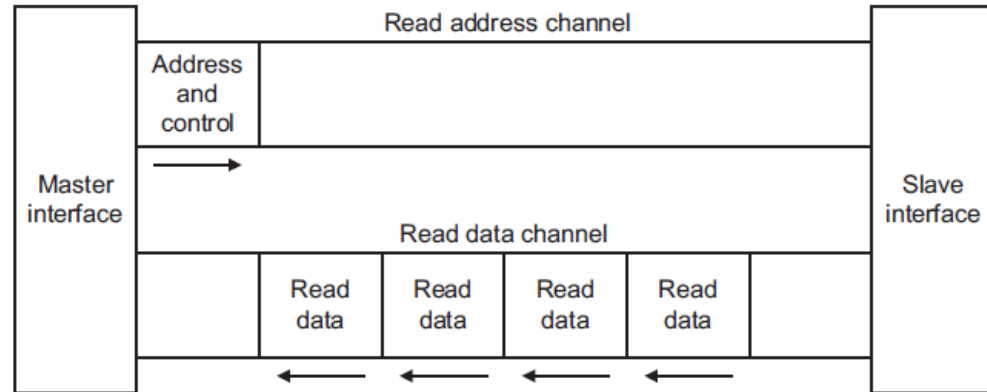 Read address channel
Address
and
control
Master
interface
Slave
interface
Read data channel
Read
data
Read
data
Read
data
Read
data